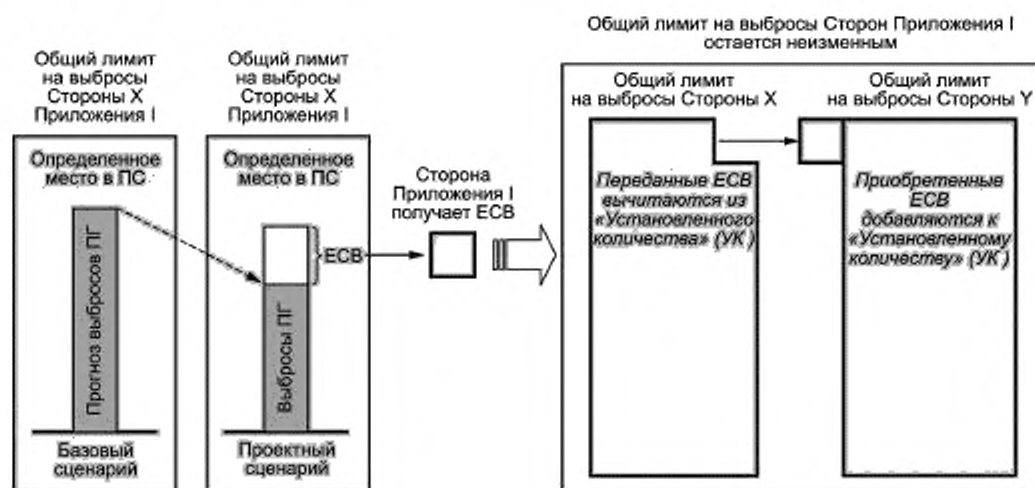 Общий лимит
на выбросы
Стороны X
Приложения I
Определенное
место в ПС
Прогноз выбросов ПГ
Базовый
сценарий
Общий лимит
на выбросы
Стороны X
Приложения I
Определенное
место в ПС
ЕСВ
Выбросы ПГ
Проектный
сценарий
Сторона
Приложения I
получает ЕСВ
Общий лимит на выбросы Сторон Приложения I
остается неизменным
Общий лимит
на выбросы Стороны X
Переданные ЕСВ
вычитаются из
«Установленного
количества» (УК )
Общий лимит
на выбросы Стороны Y
Приобретенные
ЕСВ
добавляются к
«Установленному
количеству» (УК )